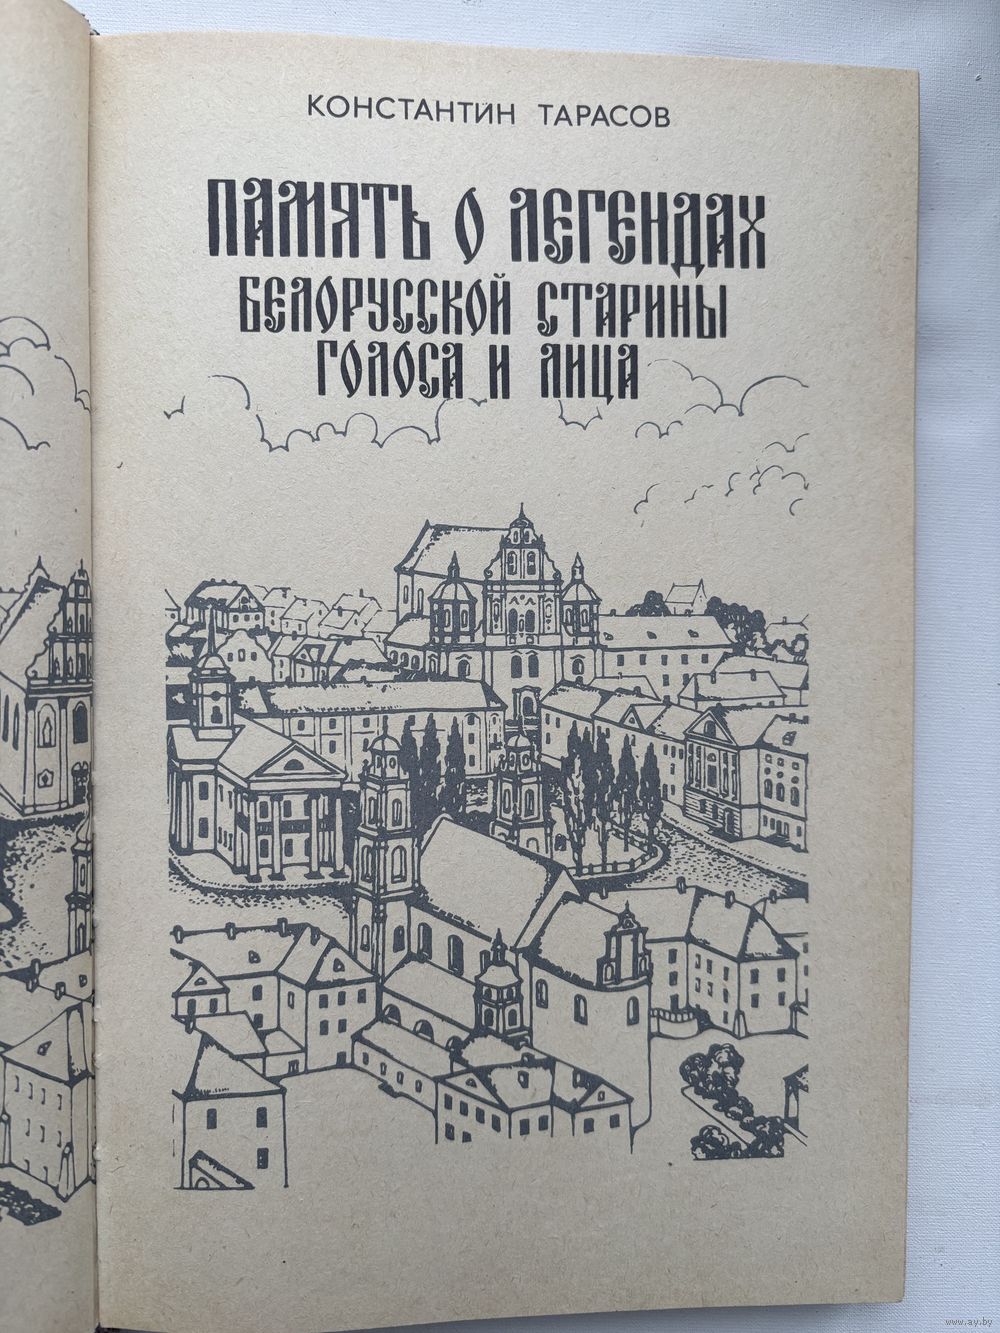 КОНСТАНТИН ТАРАСОВ
ПАМЯТЬ О ЛЕГЕНДАХ
БЕЛОРУССКОЙ СТАРИНЫ
ГОЛОСА И ЛИЦА
www.ay.by